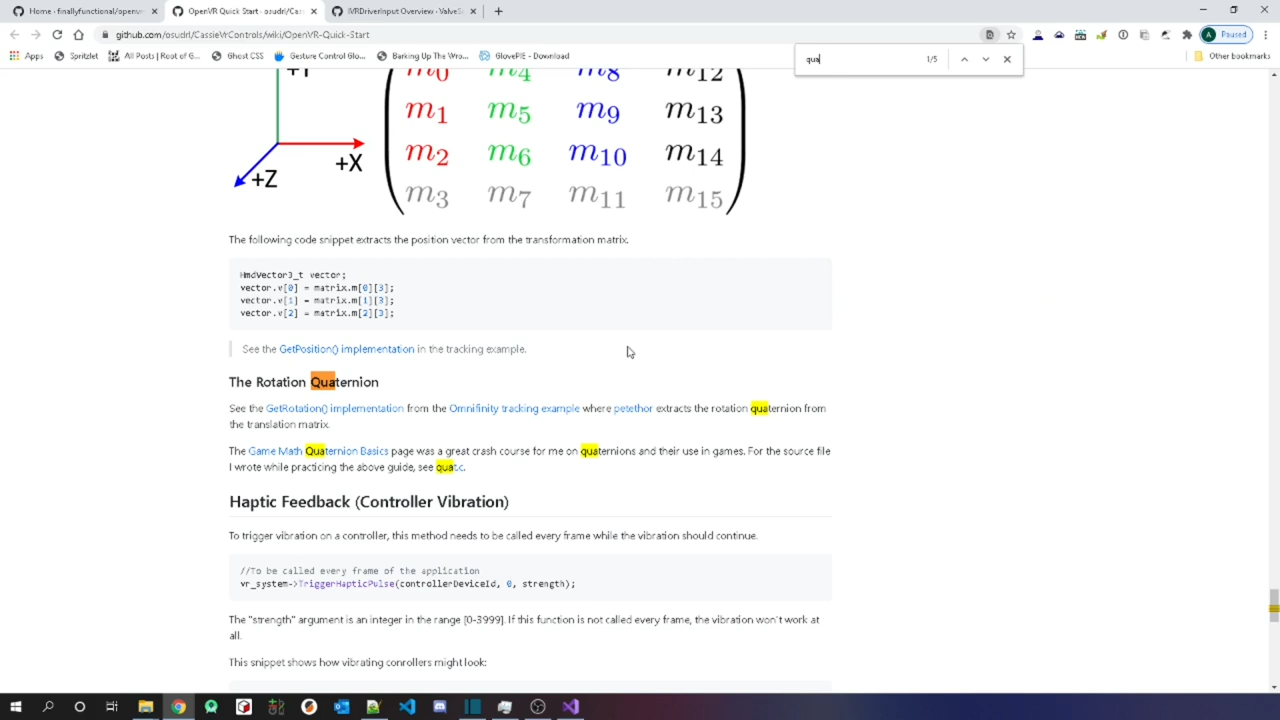 Home · finallyfunctional/openvr
OpenVR Quick Start · osudrl/Cas
IVRDriverInput Overview · Valve
github.com/osudrl/CassieVrControls/wiki/OpenVR-Quick-Start
A Paused
Apps Spritzlet All Posts | Root of G... Ghost CSS Gesture Control Glo... Barking Up The Wro... GlovePIE - Download Other bookmarks
qua 1/5
+Y
m0 m4 m8 m12
m1 m5 m9 m13
+X
m2 m6 m10 m14
+Z
m3 m7 m11 m15
The following code snippet extracts the position vector from the transformation matrix.
HmdVector3_t vector;
vector.v[0] = matrix.m[0][3];
vector.v[1] = matrix.m[1][3];
vector.v[2] = matrix.m[2][3];
See the GetPosition() implementation in the tracking example.
The Rotation Quaternion
See the GetRotation() implementation from the Omnifinity tracking example where petethor extracts the rotation quaternion from
the translation matrix.
The Game Math Quaternion Basics page was a great crash course for me on quaternions and their use in games. For the source file
I wrote while practicing the above guide, see quat.c.
Haptic Feedback (Controller Vibration)
To trigger vibration on a controller, this method needs to be called every frame while the vibration should continue.
//To be called every frame of the application
vr_system->TriggerHapticPulse(controllerDeviceId, 0, strength);
The "strength" argument is an integer in the range [0-3999]. If this function is not called every frame, the vibration won't work at
all.
This snippet shows how vibrating conrollers might look: